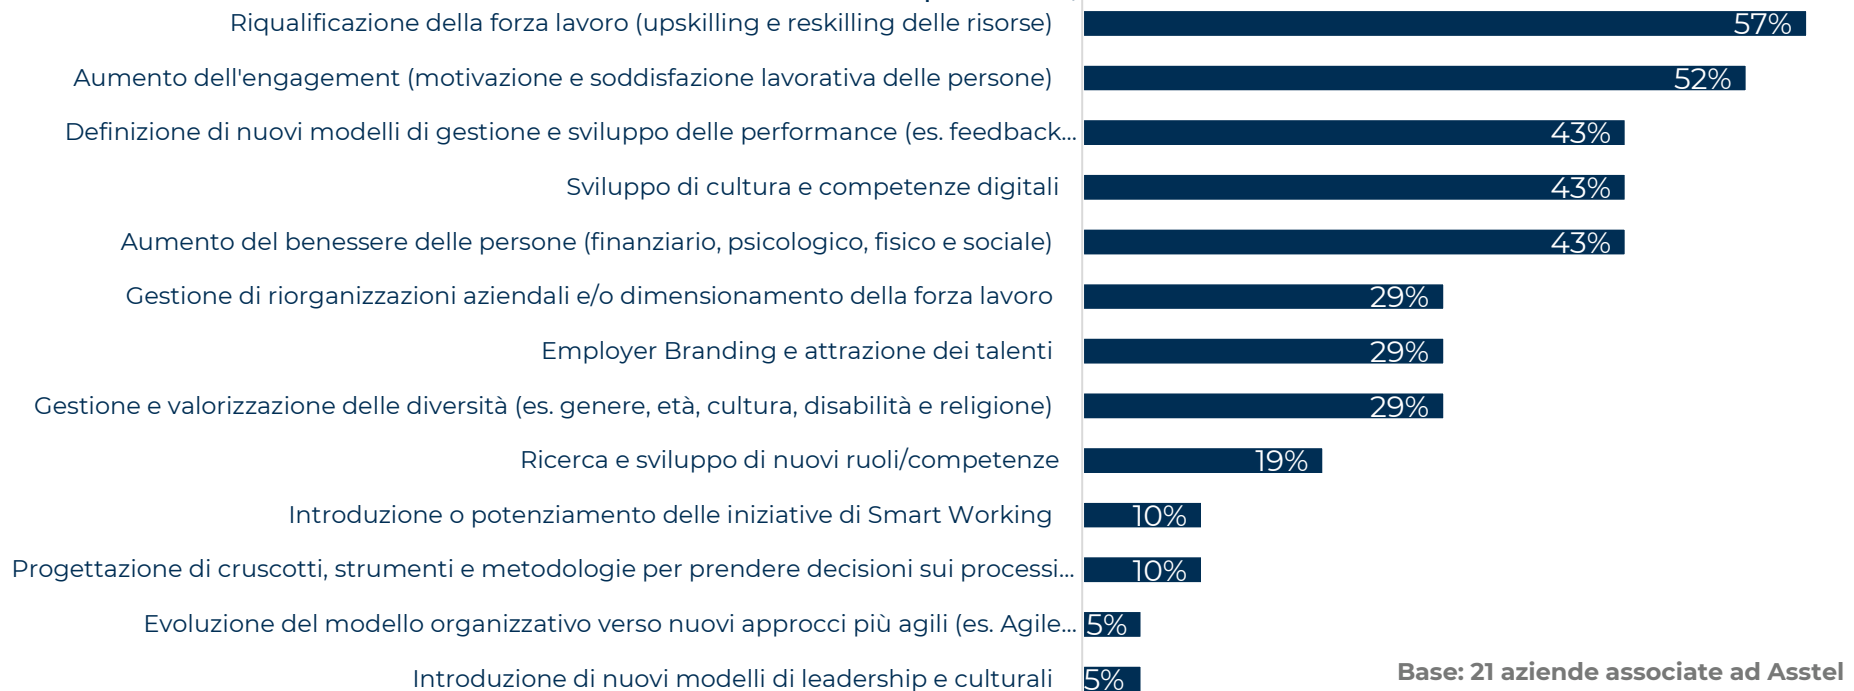 Riqualificazione della forza lavoro (upskilling e reskilling delle risorse) 57%
Aumento dell'engagement (motivazione e soddisfazione lavorativa delle persone) 52%
Definizione di nuovi modelli di gestione e sviluppo delle performance (es. feedback... 43%
Sviluppo di cultura e competenze digitali 43%
Aumento del benessere delle persone (finanziario, psicologico, fisico e sociale) 43%
Gestione di riorganizzazioni aziendali e/o dimensionamento della forza lavoro 29%
Employer Branding e attrazione dei talenti 29%
Gestione e valorizzazione delle diversità (es. genere, età, cultura, disabilità e religione) 29%
Ricerca e sviluppo di nuovi ruoli/competenze 19%
Introduzione o potenziamento delle iniziative di Smart Working 10%
Progettazione di cruscotti, strumenti e metodologie per prendere decisioni sui processi... 10%
Evoluzione del modello organizzativo verso nuovi approcci più agili (es. Agile... 5%
Introduzione di nuovi modelli di leadership e culturali 5%
Base: 21 aziende associate ad Asstel